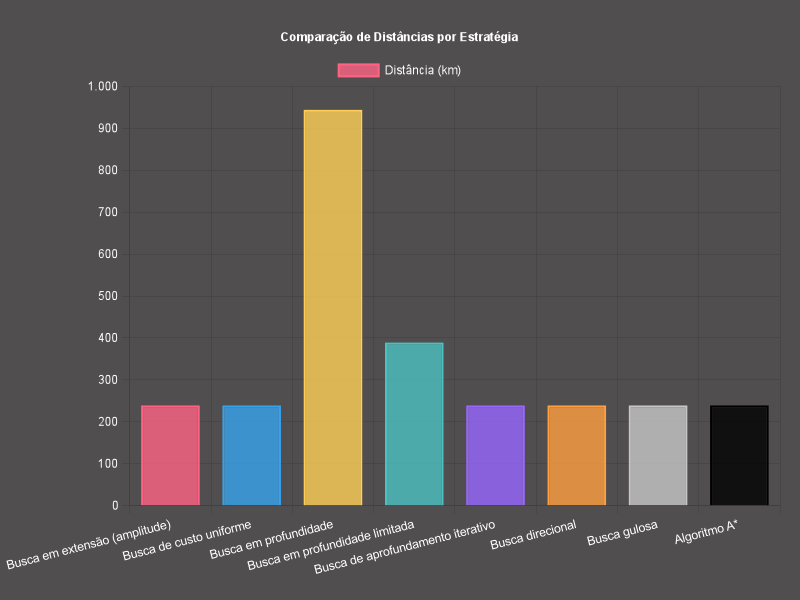 Comparação de Distâncias por Estratégia
Distância (km)
1.000
900
800
700
600
500
400
300
200
100
0
Busca em extensão (amplitude)
Busca de custo uniforme
Busca em profundidade
Busca em profundidade limitada
Busca de aprofundamento iterativo
Busca direcional
Busca gulosa
Algoritmo A*